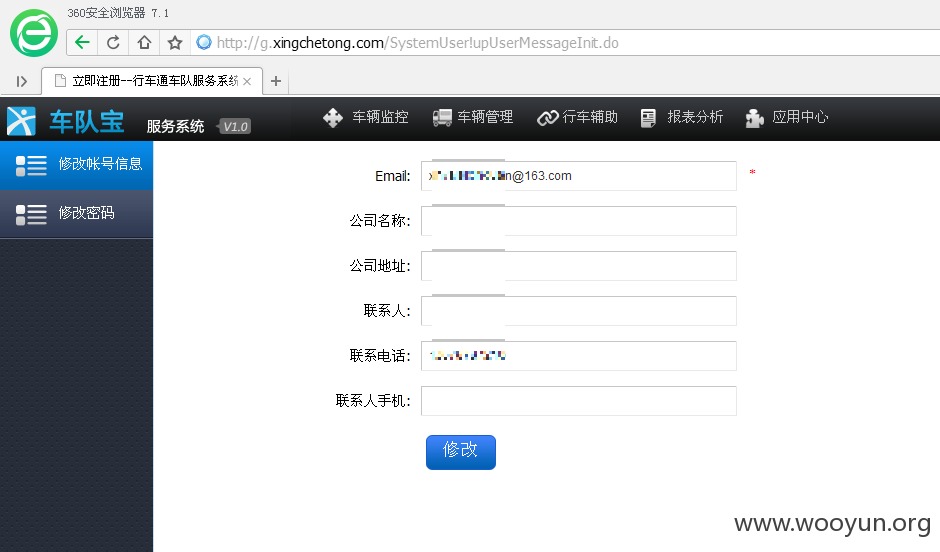 360安全浏览器 7.1
http://g.xingchetong.com/SystemUser!upUserMessageInit.do
立即注册--行车通车队服务系统
车队宝 服务系统 V1.0 车辆监控 车辆管理 行车辅助 报表分析 应用中心
修改帐号信息
修改密码
Email: n@163.com *
公司名称:
公司地址:
联系人:
联系电话:
联系人手机:
修改
www.wooyun.org